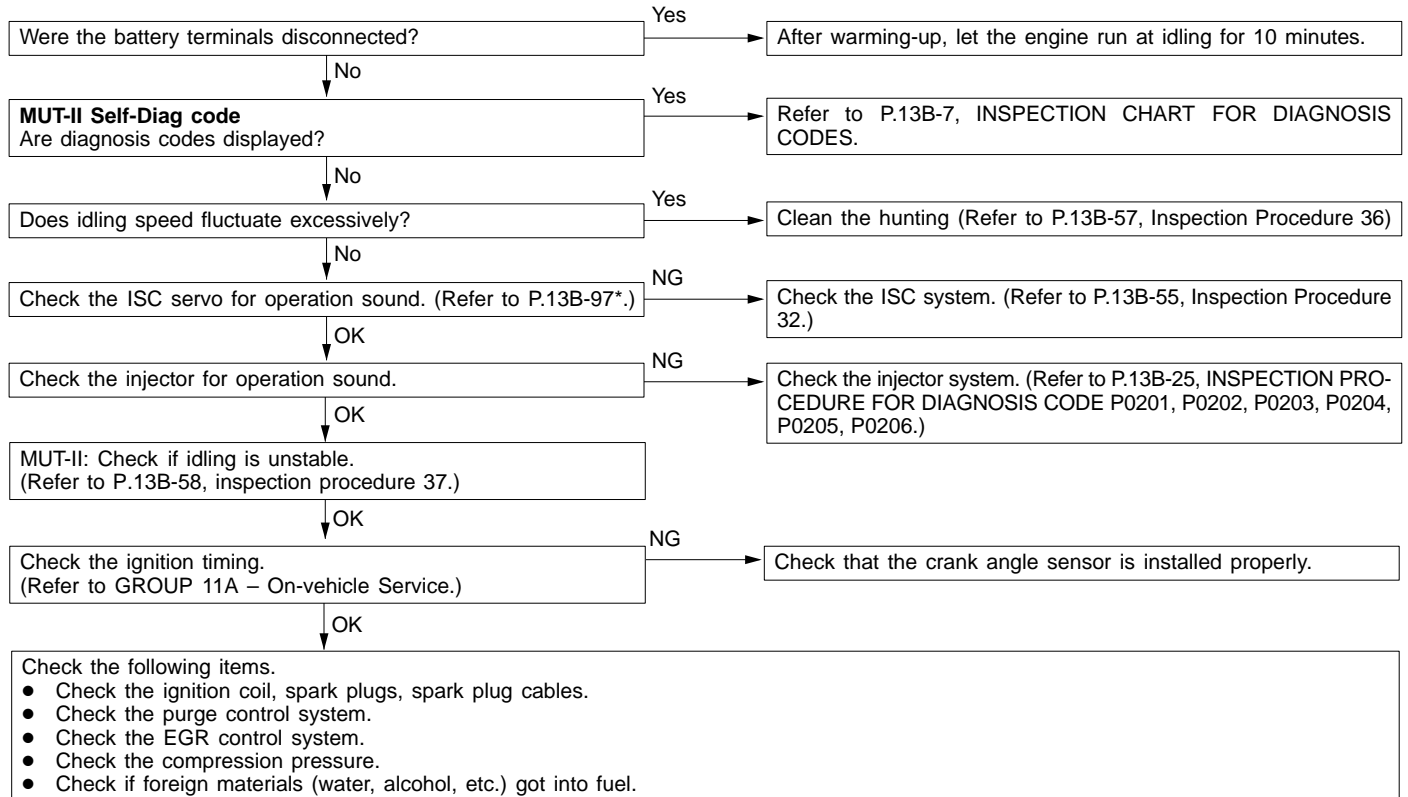 Were the battery terminals disconnected?
Yes
After warming-up, let the engine run at idling for 10 minutes.
No
MUT-II Self-Diag code
Are diagnosis codes displayed?
Yes
Refer to P.13B-7, INSPECTION CHART FOR DIAGNOSIS
CODES.
No
Does idling speed fluctuate excessively?
Yes
Clean the hunting (Refer to P.13B-57, Inspection Procedure 36)
No
Check the ISC servo for operation sound. (Refer to P.13B-97*.)
NG
Check the ISC system. (Refer to P.13B-55, Inspection Procedure
32.)
OK
Check the injector for operation sound.
NG
Check the injector system. (Refer to P.13B-25, INSPECTION PRO-
CEDURE FOR DIAGNOSIS CODE P0201, P0202, P0203, P0204,
P0205, P0206.)
OK
MUT-II: Check if idling is unstable.
(Refer to P.13B-58, inspection procedure 37.)
OK
Check the ignition timing.
(Refer to GROUP 11A – On-vehicle Service.)
NG
Check that the crank angle sensor is installed properly.
OK
Check the following items.
● Check the ignition coil, spark plugs, spark plug cables.
● Check the purge control system.
● Check the EGR control system.
● Check the compression pressure.
● Check if foreign materials (water, alcohol, etc.) got into fuel.